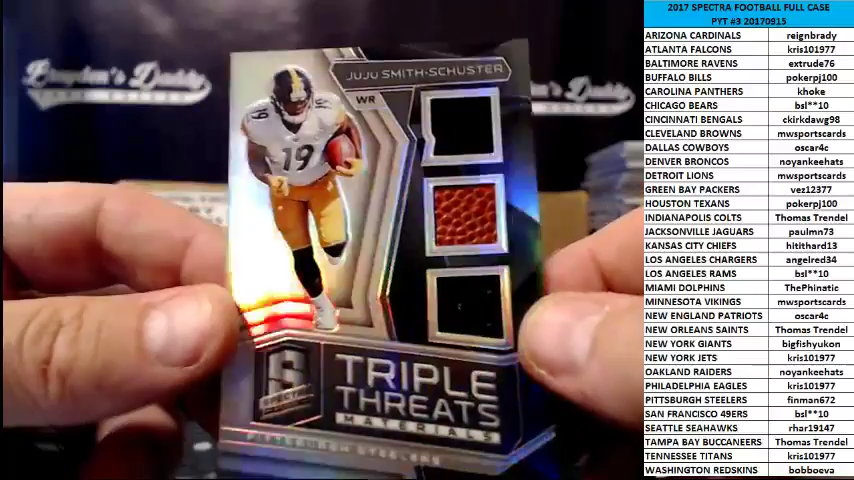 Brayden's Daddy
JUJU SMITH-SCHUSTER
WR
19
19
S
SPECTRA
TRIPLE
THREATS
MATERIALS
PITTSBURGH STEELERS
2017 SPECTRA FOOTBALL FULL CASE
PYT #3 20170915
ARIZONA CARDINALS reignbrady
ATLANTA FALCONS kris101977
BALTIMORE RAVENS extrude76
BUFFALO BILLS pokerpj100
CAROLINA PANTHERS khoke
CHICAGO BEARS bsl**10
CINCINNATI BENGALS ckirkdawg98
CLEVELAND BROWNS mwsportscards
DALLAS COWBOYS oscar4c
DENVER BRONCOS noyankeehats
DETROIT LIONS mwsportscards
GREEN BAY PACKERS vez12377
HOUSTON TEXANS pokerpj100
INDIANAPOLIS COLTS Thomas Trendel
JACKSONVILLE JAGUARS paulmn73
KANSAS CITY CHIEFS hitithard13
LOS ANGELES CHARGERS angelred34
LOS ANGELES RAMS bsl**10
MIAMI DOLPHINS ThePhinatic
MINNESOTA VIKINGS mwsportscards
NEW ENGLAND PATRIOTS oscar4c
NEW ORLEANS SAINTS Thomas Trendel
NEW YORK GIANTS bigfishyukon
NEW YORK JETS kris101977
OAKLAND RAIDERS noyankeehats
PHILADELPHIA EAGLES kris101977
PITTSBURGH STEELERS finman672
SAN FRANCISCO 49ERS bsl**10
SEATTLE SEAHAWKS rhar19147
TAMPA BAY BUCCANEERS Thomas Trendel
TENNESSEE TITANS kris101977
WASHINGTON REDSKINS bobboeva